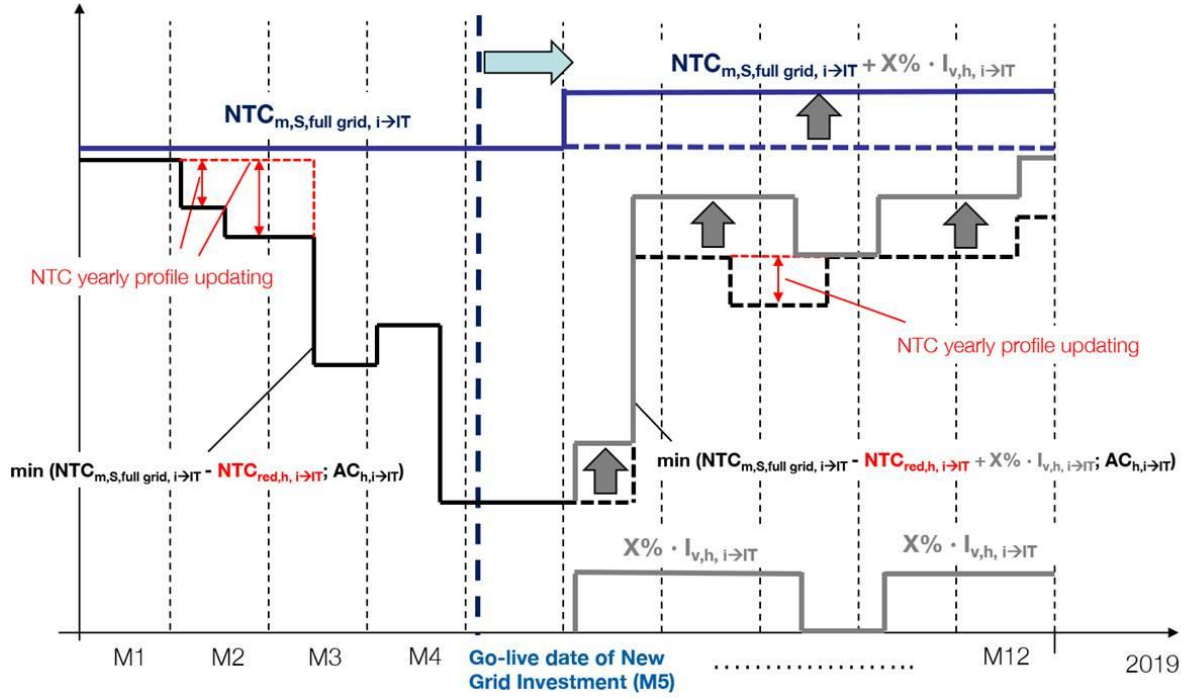 NTCm,S,full grid, i→IT + X% · Iv,h, i→IT
NTCm,S,full grid, i→IT
NTC yearly profile updating
NTC yearly profile updating
min (NTCm,S,full grid, i→IT - NTCred,h, i→IT; ACh,i→IT)
min (NTCm,S,full grid, i→IT - NTCred,h, i→IT + X% · Iv,h, i→IT; ACh,i→IT)
X% · Iv,h, i→IT
X% · Iv,h, i→IT
M1
M2
M3
M4
Go-live date of New
Grid Investment (M5)
....................
M12
2019